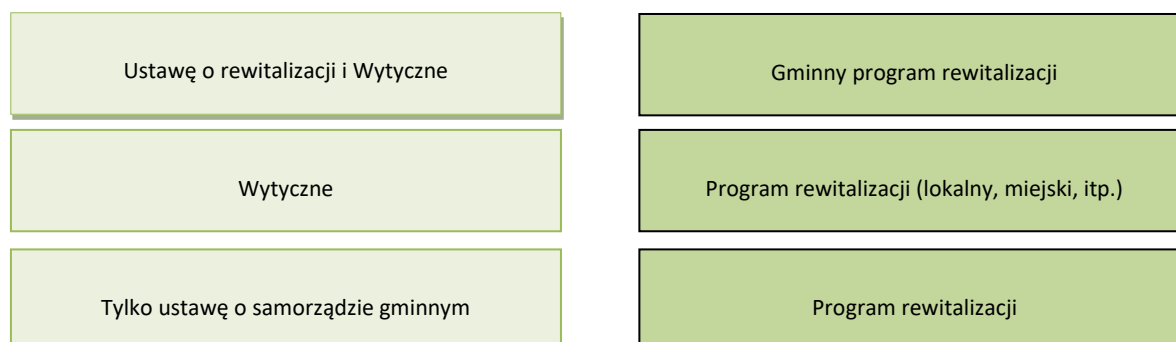 Ustawę o rewitalizacji i Wytyczne
Gminny program rewitalizacji
Wytyczne
Program rewitalizacji (lokalny, miejski, itp.)
Tylko ustawę o samorządzie gminnym
Program rewitalizacji